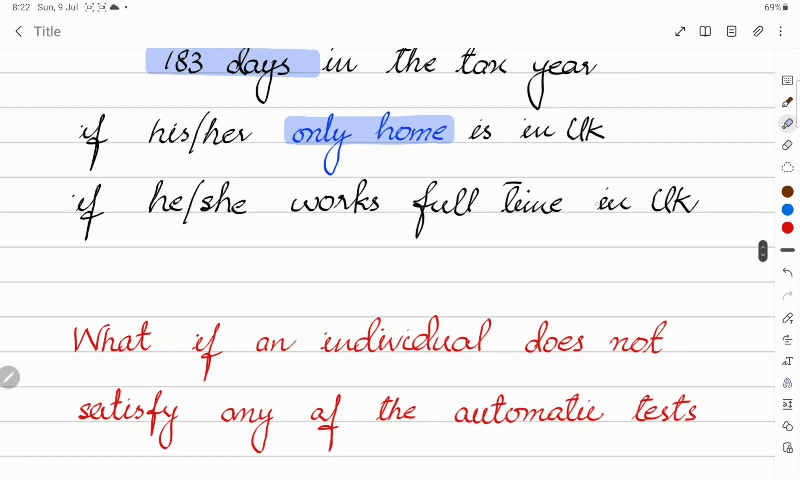 8:22 Sun, 9 Jul
69%
Title
183 days in the tax year
if his/her only home is in UK
if he/she works full time in UK
What if an individual does not
satisfy any of the automatic tests